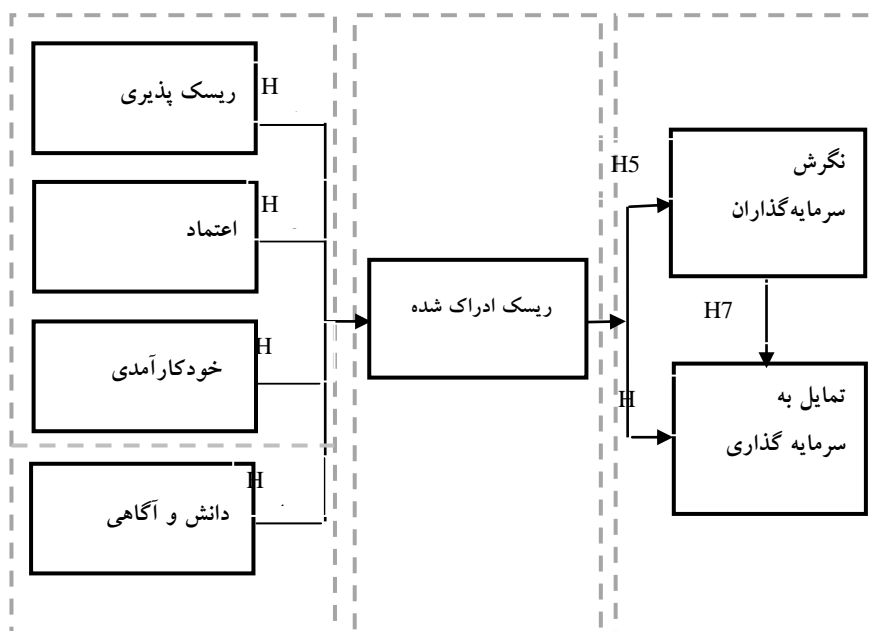 ریسک پذیری
H
اعتماد
H
خودکارآمدی
H
دانش و آگاهی
H
ریسک ادراک شده
H5
نگرش
سرمایه‌گذاران
H7
H
تمایل به
سرمایه گذاری